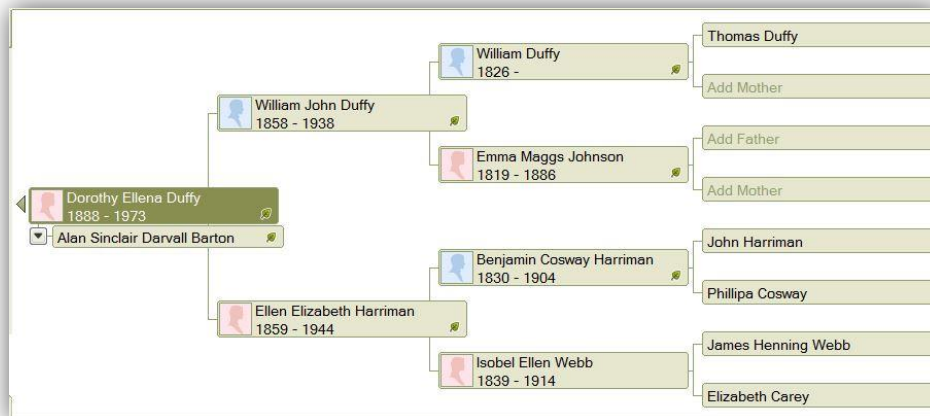 Dorothy Ellena Duffy
1888 - 1973
Alan Sinclair Darvall Barton
William John Duffy
1858 - 1938
Ellen Elizabeth Harriman
1859 - 1944
William Duffy
1826 -
Emma Maggs Johnson
1819 - 1886
Benjamin Cosway Harriman
1830 - 1904
Isobel Ellen Webb
1839 - 1914
Thomas Duffy
Add Mother
Add Father
Add Mother
John Harriman
Phillipa Cosway
James Henning Webb
Elizabeth Carey